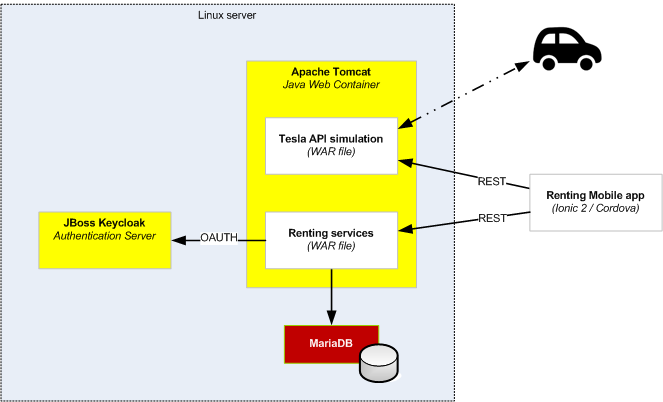 Linux server
Apache Tomcat
Java Web Container
Tesla API simulation
(WAR file)
REST
Renting Mobile app
(Ionic 2 / Cordova)
REST
JBoss Keycloak
Authentication Server
OAUTH
Renting services
(WAR file)
MariaDB